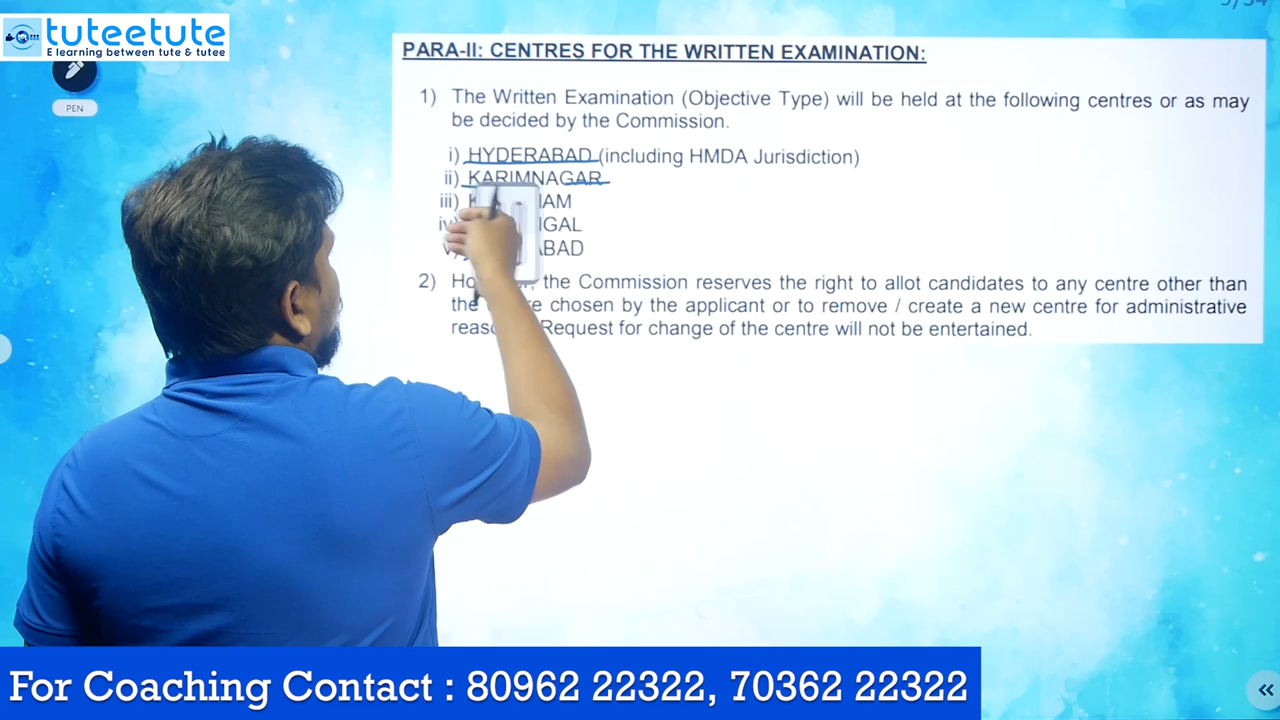 9/34
tuteetute
E learning between tute & tutee
PEN
PARA-II: CENTRES FOR THE WRITTEN EXAMINATION:
1) The Written Examination (Objective Type) will be held at the following centres or as may
be decided by the Commission.
i) HYDERABAD (including HMDA Jurisdiction)
ii) KARIMNAGAR
iii)
2) the Commission reserves the right to allot candidates to any centre other than
the chosen by the applicant or to remove / create a new centre for administrative
Request for change of the centre will not be entertained.
For Coaching Contact : 80962 22322, 70362 22322
«